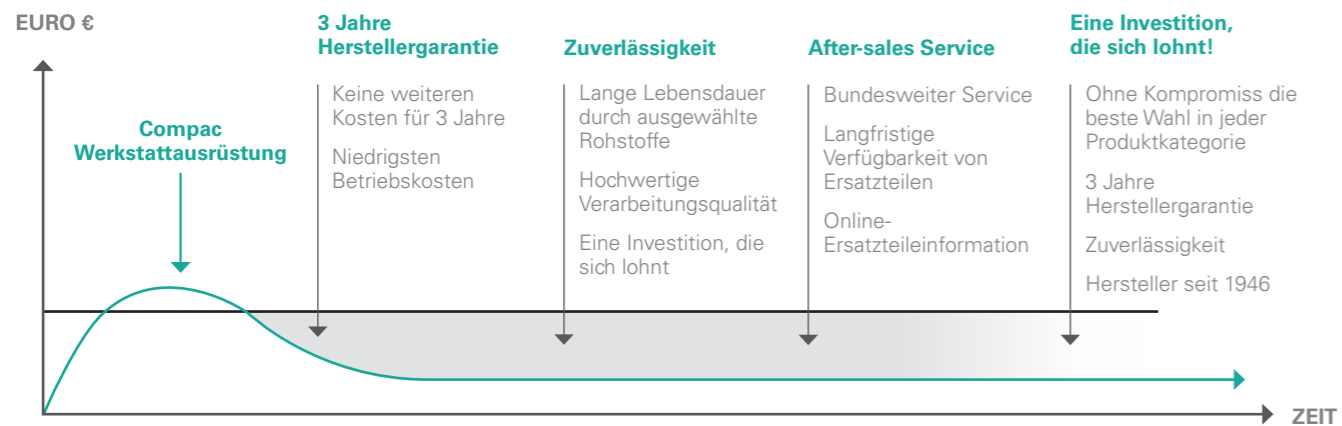 EURO €
Compac
Werkstattausrüstung
3 Jahre
Herstellergarantie
Keine weiteren
Kosten für 3 Jahre
Niedrigsten
Betriebskosten
Zuverlässigkeit
Lange Lebensdauer
durch ausgewählte
Rohstoffe
Hochwertige
Verarbeitungsqualität
Eine Investition, die
sich lohnt
After-sales Service
Bundesweiter Service
Langfristige
Verfügbarkeit von
Ersatzteilen
Online-
Ersatzteileinformation
Eine Investition,
die sich lohnt!
Ohne Kompromiss die
beste Wahl in jeder
Produktkategorie
3 Jahre
Herstellergarantie
Zuverlässigkeit
Hersteller seit 1946
ZEIT